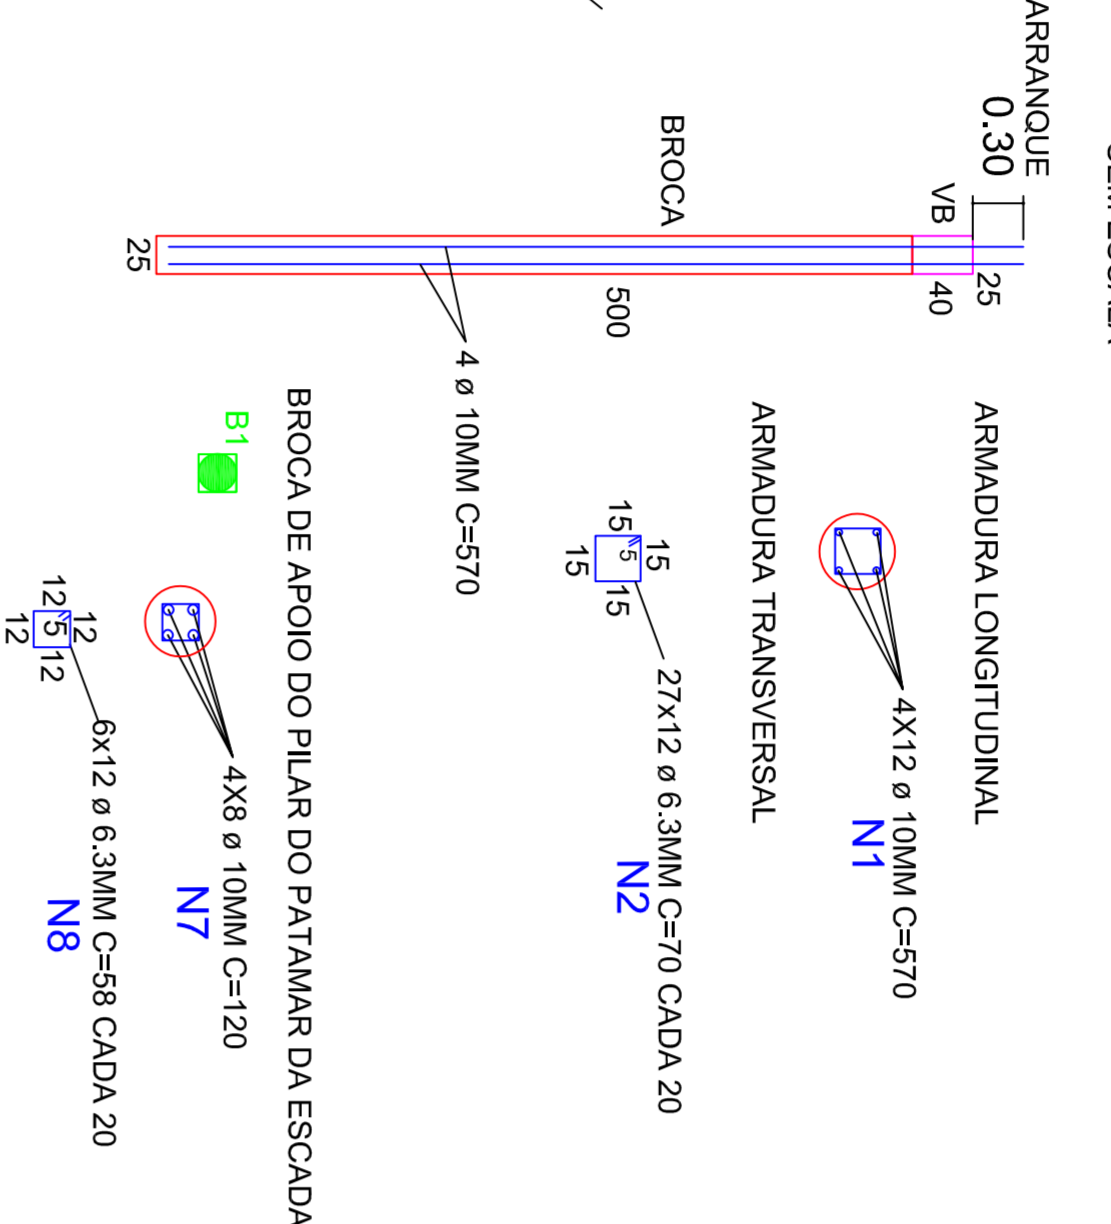 ARRANQUE
0.30
VB
25
40
BROCA
500
25
4 ø 10MM C=570
ARMADURA LONGITUDINAL
4X12 ø 10MM C=570
N1
ARMADURA TRANSVERSAL
15
15
5
15
15
27x12 ø 6.3MM C=70 CADA 20
N2
BROCA DE APOIO DO PILAR DO PATAMAR DA ESCADA
B1
4X8 ø 10MM C=120
N7
12
12
5
12
12
6x12 ø 6.3MM C=58 CADA 20
N8